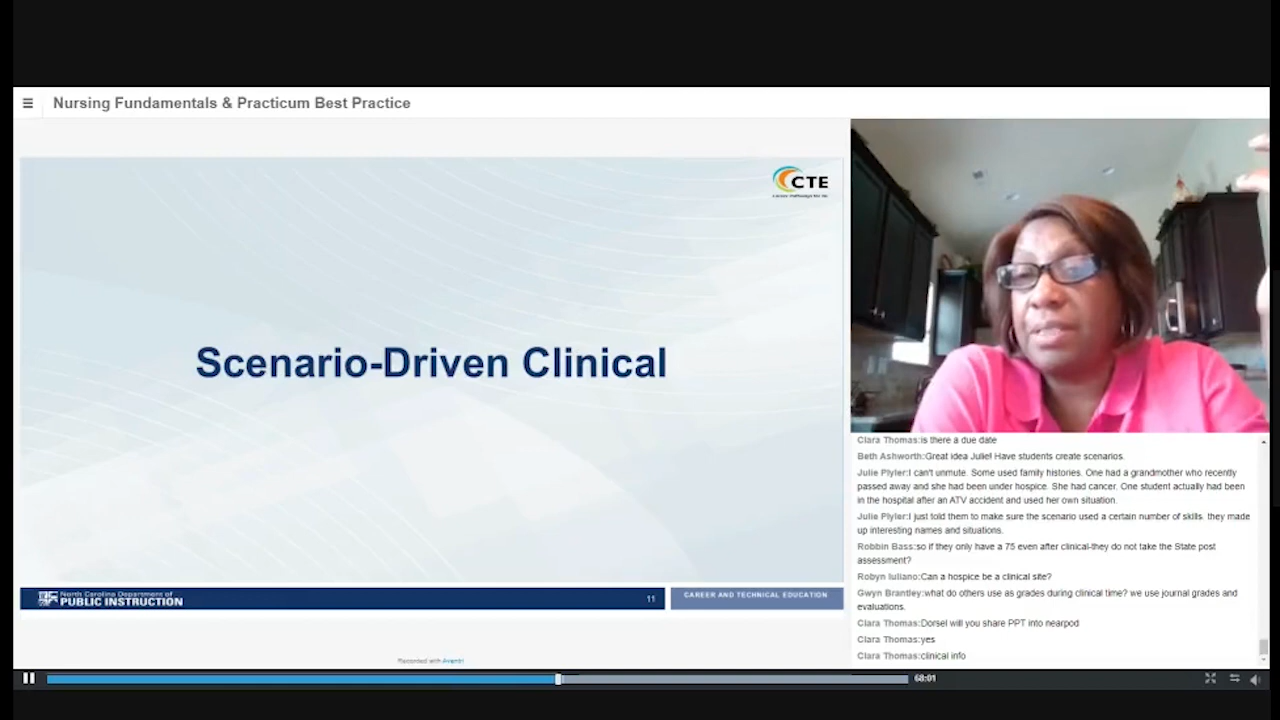 Nursing Fundamentals & Practicum Best Practice
CTE
Scenario-Driven Clinical
North Carolina Department of
PUBLIC INSTRUCTION
11
CAREER AND TECHNICAL EDUCATION
Recorded with
Clara Thomas:is there a due date
Beth Ashworth:Great idea Julie! Have students create scenarios.
Julie Plyler:I can't unmute. Some used family histories. One had a grandmother who recently
passed away and she had been under hospice. She had cancer. One student actually had been
in the hospital after an ATV accident and used her own situation.
Julie Plyler:I just told them to make sure the scenario used a certain number of skills. they made
up interesting names and situations.
Robbin Bass:so if they only have a 75 even after clinical-they do not take the State post
assessment?
Robyn Iuliano:Can a hospice be a clinical site?
Gwyn Brantley:what do others use as grades during clinical time? we use journal grades and
evaluations.
Clara Thomas:Dorsel will you share PPT into nearpod
Clara Thomas:yes
Clara Thomas:clinical info
68:01